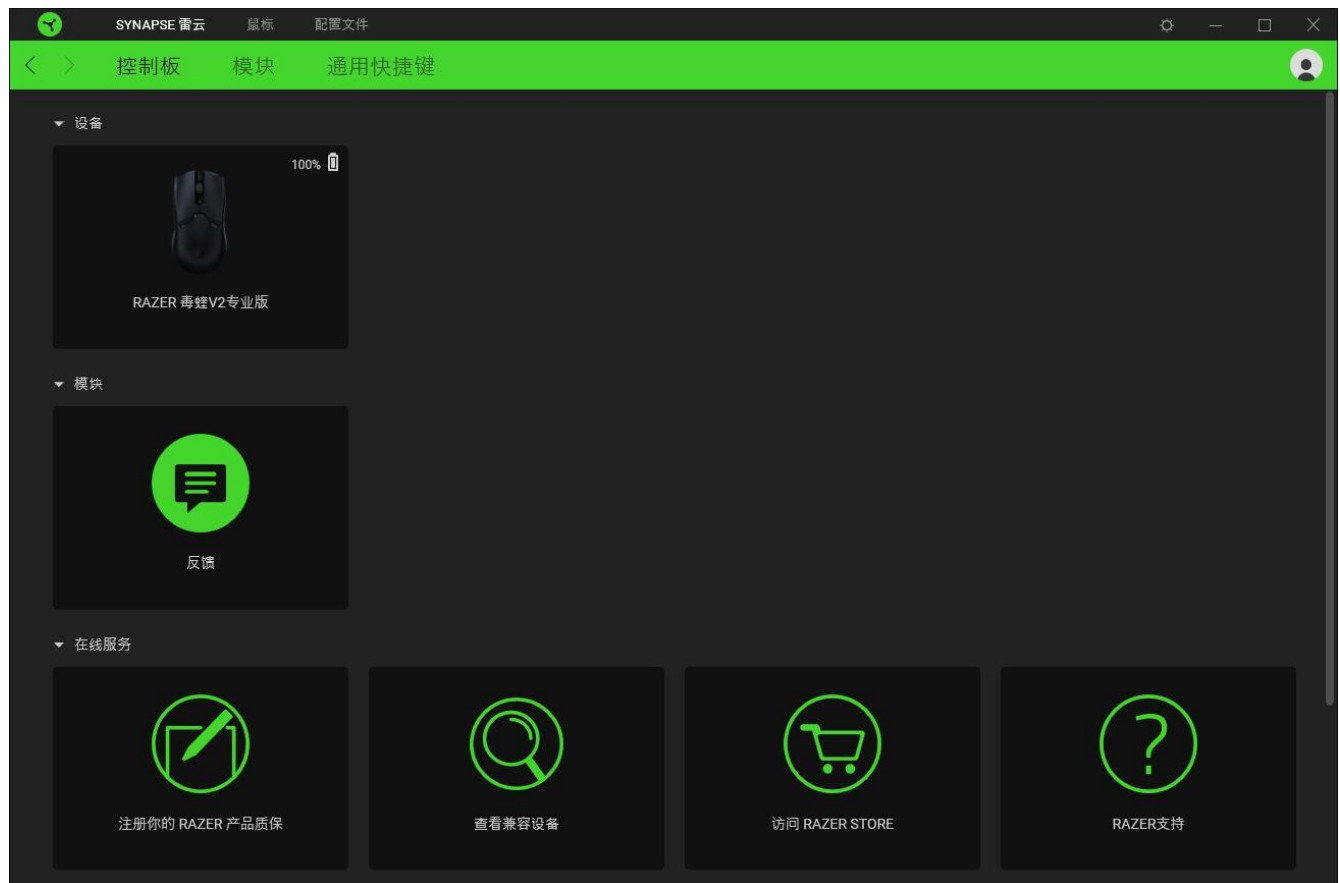 SYNAPSE 雷云 鼠标 配置文件
控制板 模块 通用快捷键
设备
100%
RAZER 毒蝰V2专业版
模块
反馈
在线服务
注册你的 RAZER 产品质保 查看兼容设备 访问 RAZER STORE RAZER支持